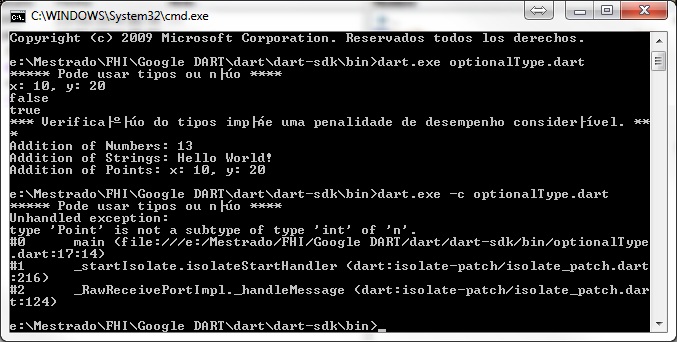 C:\WINDOWS\System32\cmd.exe
Copyright (c) 2009 Microsoft Corporation. Reservados todos los derechos.
e:\Mestrado\FHI\Google DART\dart\dart-sdk\bin>dart.exe optionalType.dart
***** Pode usar tipos ou n├úo ****
x: 10, y: 20
false
true
*** Verifica├º├úo do tipos imp├Áe uma penalidade de desempenho consider├ível. **
*
Addition of Numbers: 13
Addition of Strings: Hello World!
Addition of Points: x: 10, y: 20
e:\Mestrado\FHI\Google DART\dart\dart-sdk\bin>dart.exe -c optionalType.dart
***** Pode usar tipos ou n├úo ****
Unhandled exception:
type 'Point' is not a subtype of type 'int' of 'n'.
#0      main (file:///e:/Mestrado/FHI/Google DART/dart/dart-sdk/bin/optionalType
.dart:17:14)
#1      _startIsolate.isolateStartHandler (dart:isolate-patch/isolate_patch.dart
:216)
#2      _RawReceivePortImpl._handleMessage (dart:isolate-patch/isolate_patch.dar
t:124)
e:\Mestrado\FHI\Google DART\dart\dart-sdk\bin>_